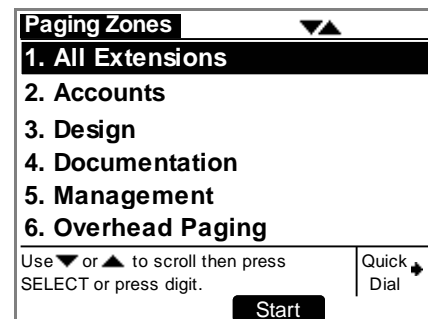 Paging Zones ▼▲
1. All Extensions
2. Accounts
3. Design
4. Documentation
5. Management
6. Overhead Paging
Use ▼ or ▲ to scroll then press
SELECT or press digit.
Quick
Dial
Start